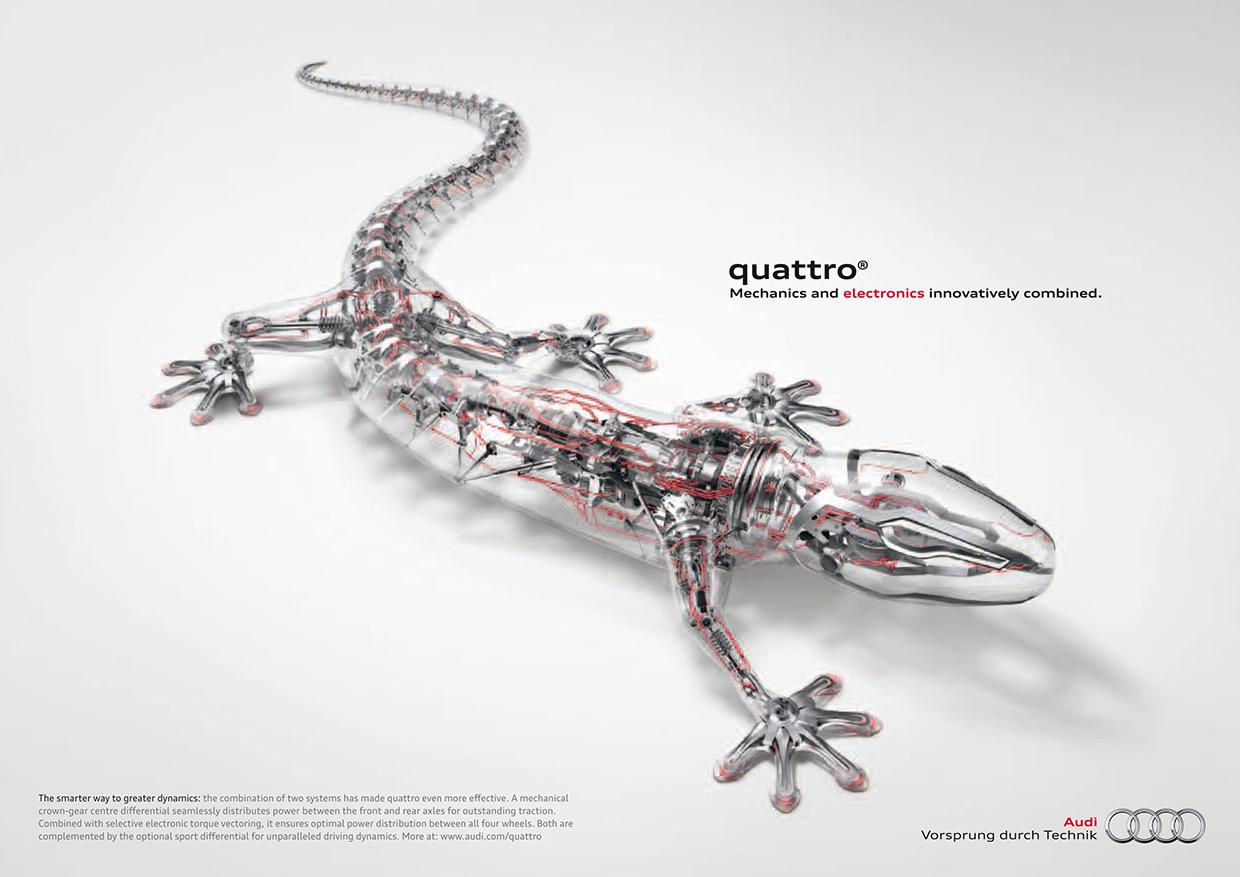 quattro®
Mechanics and electronics innovatively combined.
The smarter way to greater dynamics: the combination of two systems has made quattro even more effective. A mechanical
crown-gear centre differential seamlessly distributes power between the front and rear axles for outstanding traction.
Combined with selective electronic torque vectoring, it ensures optimal power distribution between all four wheels. Both are
complemented by the optional sport differential for unparalleled driving dynamics. More at: www.audi.com/quattro
Audi
Vorsprung durch Technik